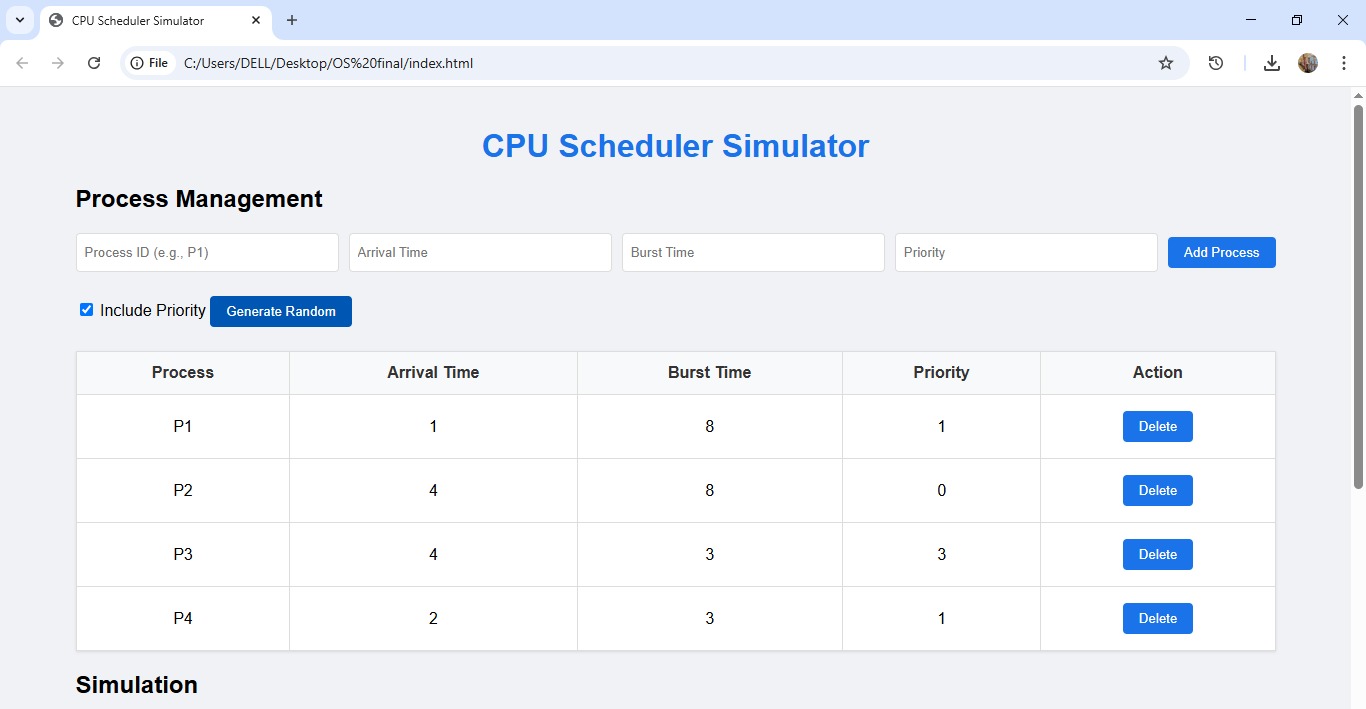 CPU Scheduler Simulator
File C:/Users/DELL/Desktop/OS%20final/index.html
CPU Scheduler Simulator
Process Management
Process ID (e.g., P1) Arrival Time Burst Time Priority Add Process
Include Priority Generate Random
Process Arrival Time Burst Time Priority Action
P1 1 8 1 Delete
P2 4 8 0 Delete
P3 4 3 3 Delete
P4 2 3 1 Delete
Simulation